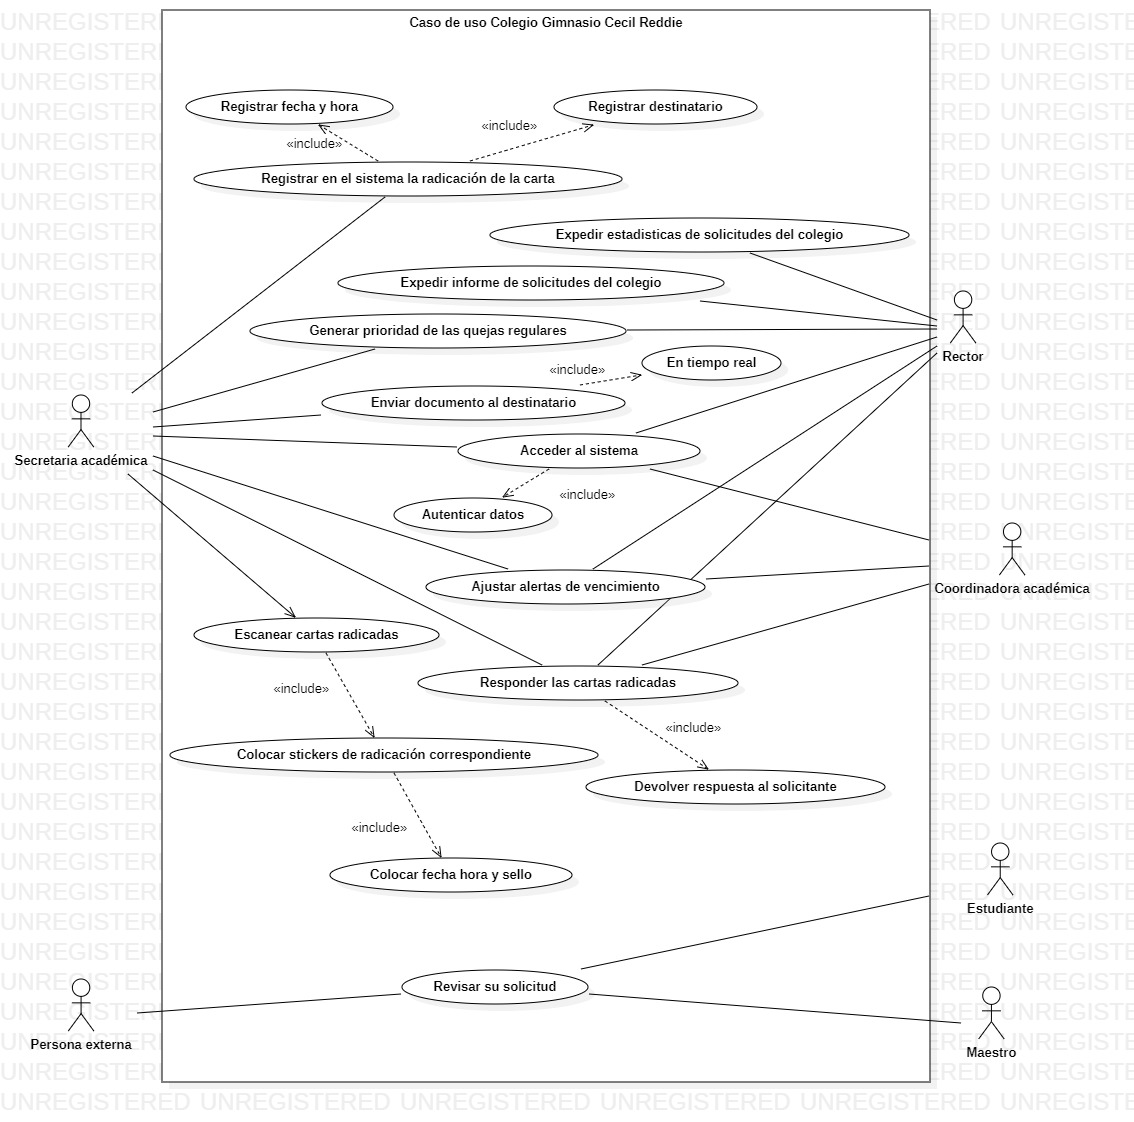 Caso de uso Colegio Gimnasio Cecil Reddie
Registrar fecha y hora
Registrar destinatario
«include»
«include»
Registrar en el sistema la radicación de la carta
Expedir estadisticas de solicitudes del colegio
Expedir informe de solicitudes del colegio
Generar prioridad de las quejas regulares
Rector
En tiempo real
«include»
Enviar documento al destinatario
Acceder al sistema
Secretaria académica
«include»
Autenticar datos
Ajustar alertas de vencimiento
Coordinadora académica
Escanear cartas radicadas
Responder las cartas radicadas
«include»
«include»
Colocar stickers de radicación correspondiente
Devolver respuesta al solicitante
«include»
Colocar fecha hora y sello
Estudiante
Revisar su solicitud
Persona externa
Maestro
UNREGISTERED UNREGISTERED UNREGISTERED UNREGISTERED UNREGISTERED UNREGISTE